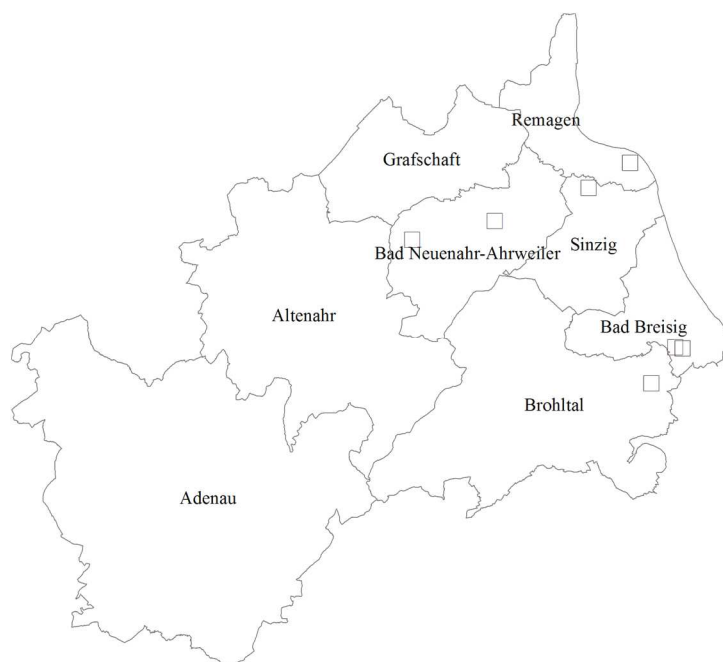 Remagen
Grafschaft
Sinzig
Bad Neuenahr-Ahrweiler
Altenahr
Bad Breisig
Brohltal
Adenau